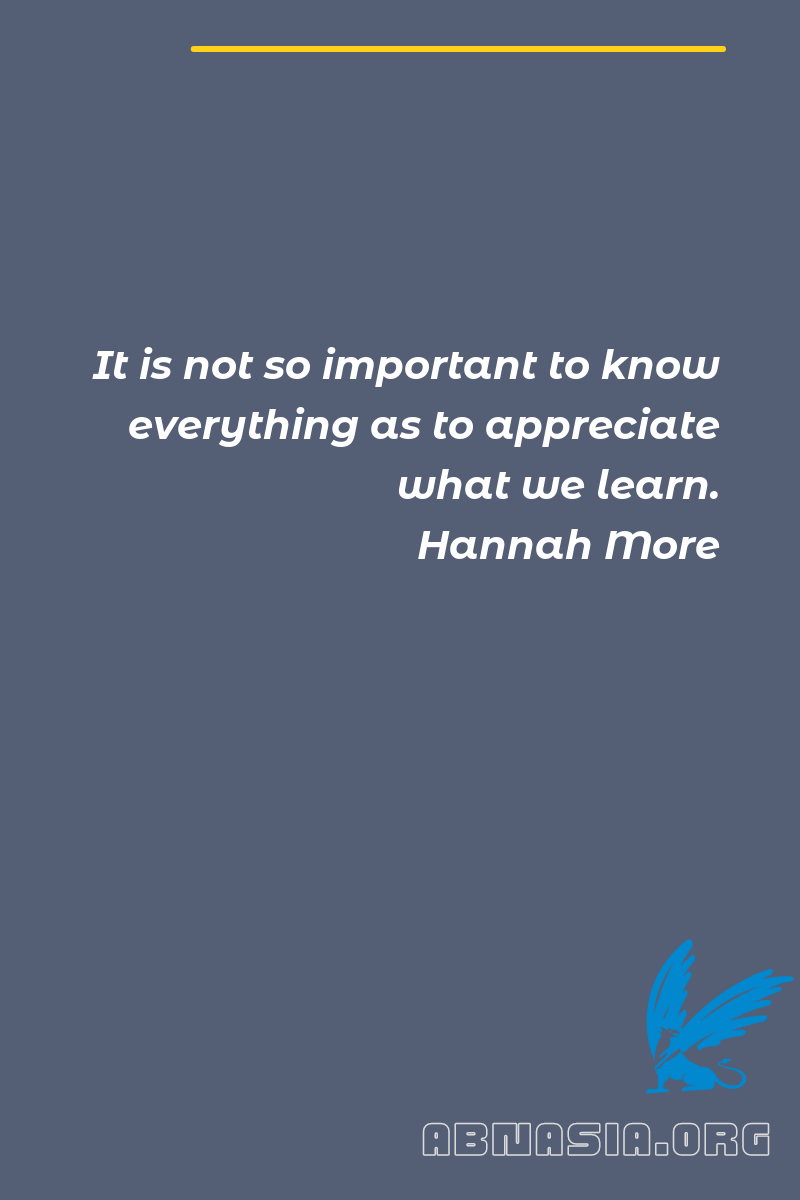 It is not so important to know
everything as to appreciate
what we learn.
Hannah More
ABNASIA.ORG